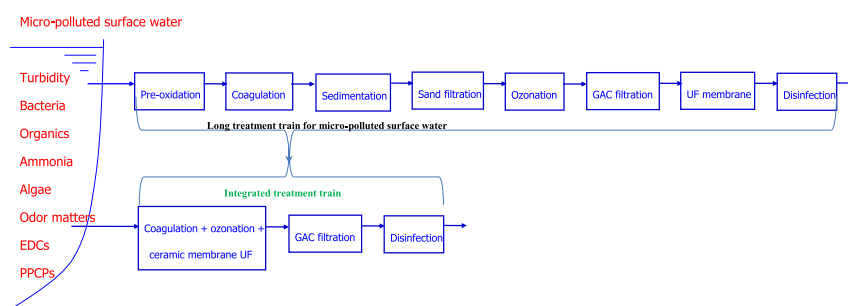 Micro-polluted surface water
Turbidity
Bacteria
Organics
Ammonia
Algae
Odor matters
EDCs
PPCPs
Pre-oxidation
Coagulation
Sedimentation
Sand filtration
Ozonation
GAC filtration
UF membrane
Disinfection
Long treatment train for micro-polluted surface water
Integrated treatment train
Coagulation + ozonation +
ceramic membrane UF
GAC filtration
Disinfection